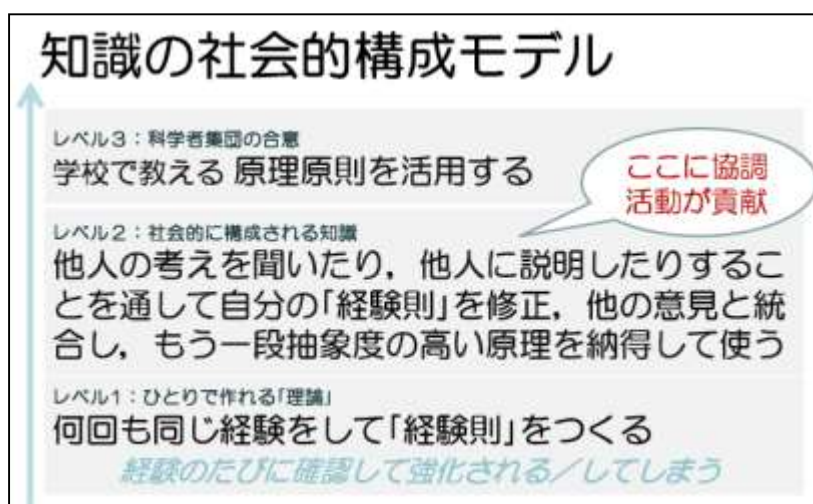 知識の社会的構成モデル
レベル3：科学者集団の合意
学校で教える 原理原則を活用する
ここに協調
活動が貢献
レベル2：社会的に構成される知識
他人の考えを聞いたり，他人に説明したりするこ
とを通して自分の「経験則」を修正，他の意見と統
合し，もう一段抽象度の高い原理を納得して使う
レベル1：ひとりで作れる「理論」
何回も同じ経験をして「経験則」をつくる
経験のたびに確認して強化される／してしまう